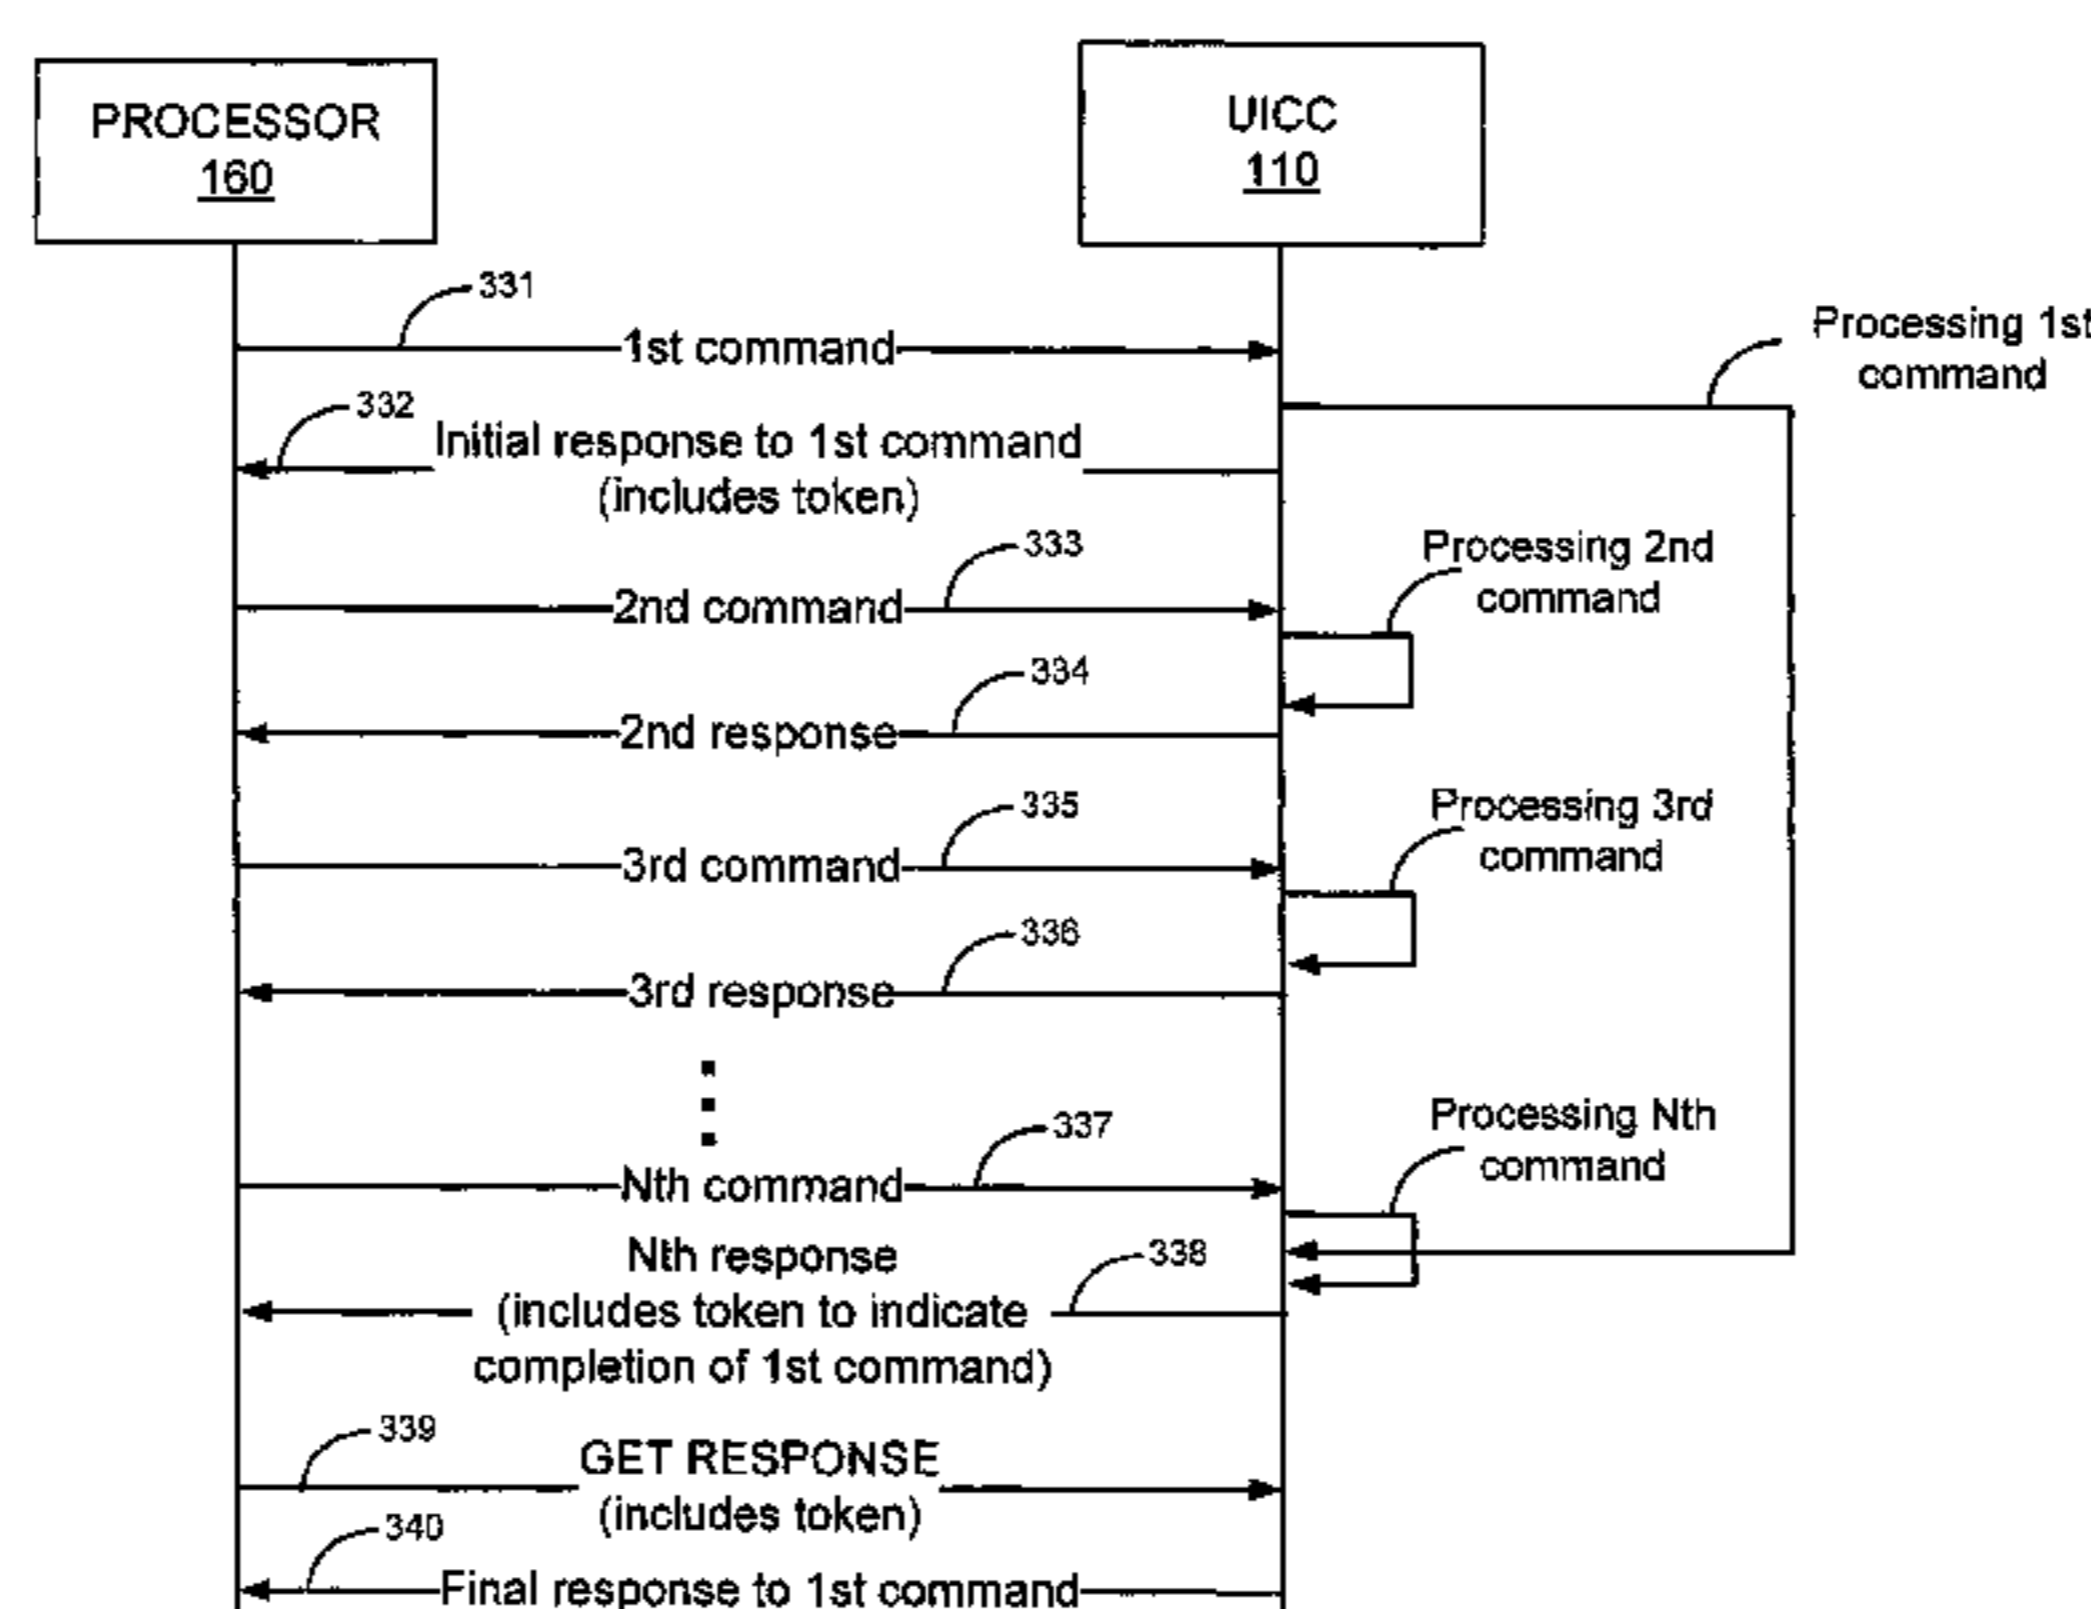 PROCESSOR
160
UICC
110
331
1st command
Processing 1st
command
332
Initial response to 1st command
(includes token)
333
2nd command
Processing 2nd
command
334
2nd response
335
3rd command
Processing 3rd
command
336
3rd response
337
Nth command
Processing Nth
command
338
Nth response
(includes token to indicate
completion of 1st command)
339
GET RESPONSE
(includes token)
340
Final response to 1st command